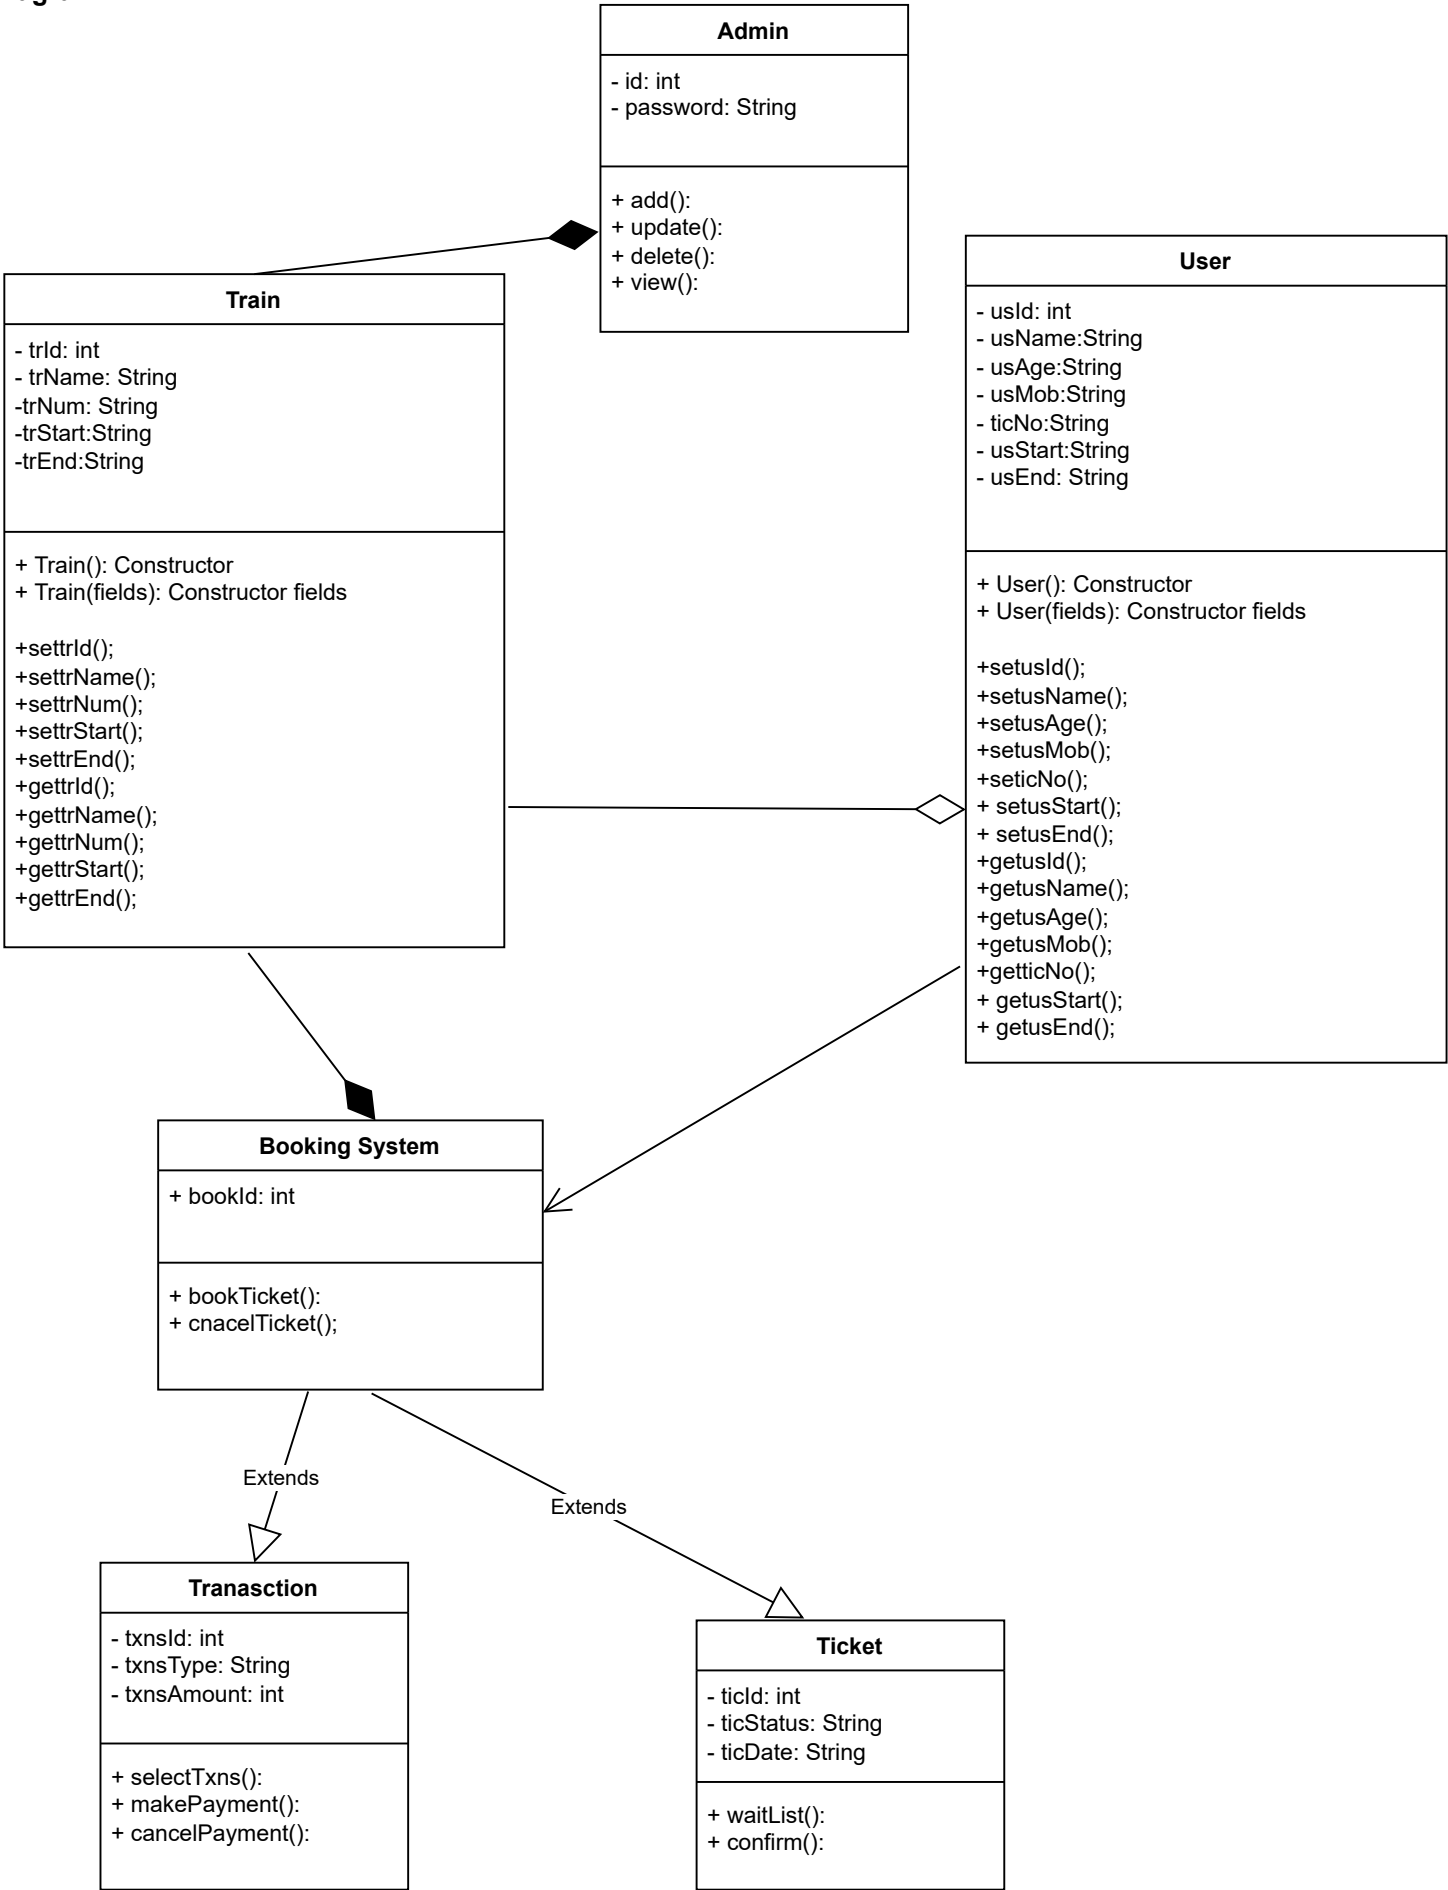 Admin
- id: int
- password: String
+ add():
+ update():
+ delete():
+ view():
Train
- trId: int
- trName: String
-trNum: String
-trStart:String
-trEnd:String
+ Train(): Constructor
+ Train(fields): Constructor fields
+settrId();
+settrName();
+settrNum();
+settrStart();
+settrEnd();
+gettrId();
+gettrName();
+gettrNum();
+gettrStart();
+gettrEnd();
User
- usId: int
- usName:String
- usAge:String
- usMob:String
- ticNo:String
- usStart:String
- usEnd: String
+ User(): Constructor
+ User(fields): Constructor fields
+setusId();
+setusName();
+setusAge();
+setusMob();
+seticNo();
+ setusStart();
+ setusEnd();
+getusId();
+getusName();
+getusAge();
+getusMob();
+getticNo();
+ getusStart();
+ getusEnd();
Booking System
+ bookId: int
+ bookTicket():
+ cnacelTicket();
Extends
Extends
Tranasction
- txnsId: int
- txnsType: String
- txnsAmount: int
+ selectTxns():
+ makePayment():
+ cancelPayment():
Ticket
- ticId: int
- ticStatus: String
- ticDate: String
+ waitList():
+ confirm():